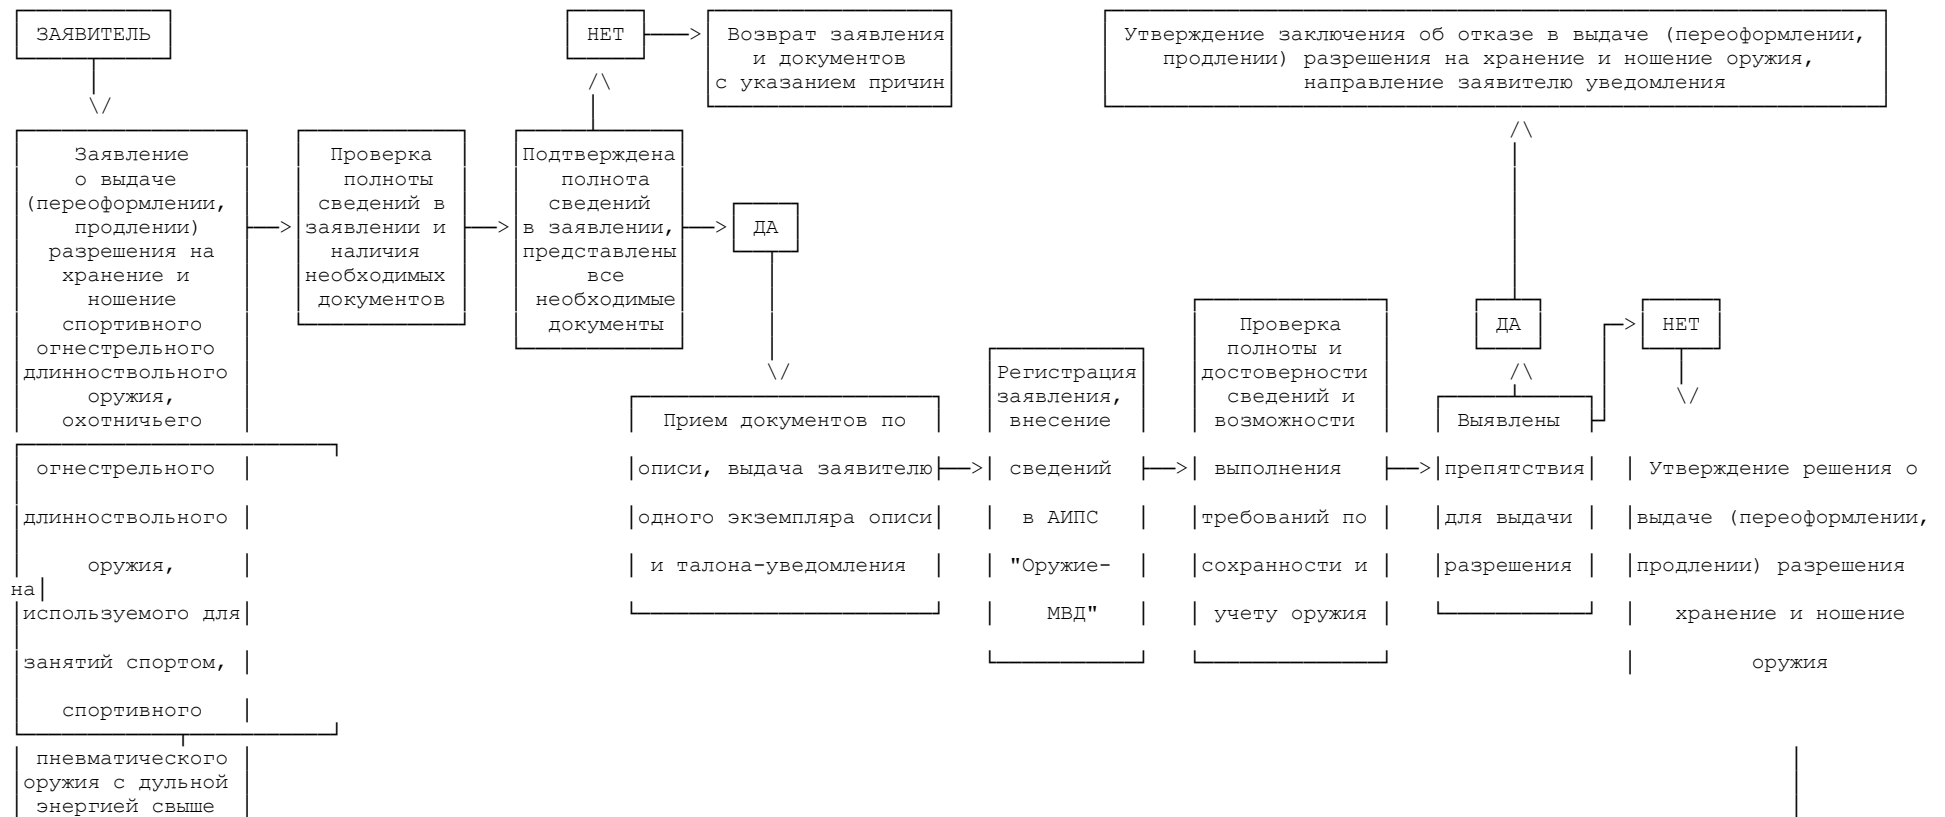 ЗАЯВИТЕЛЬ
НЕТ
Возврат заявления
и документов
с указанием причин
Утверждение заключения об отказе в выдаче (переоформлении,
продлении) разрешения на хранение и ношение оружия,
направление заявителю уведомления
Заявление
о выдаче
(переоформлении,
продлении)
разрешения на
хранение и
ношение
спортивного
огнестрельного
длинноствольного
оружия,
охотничьего
огнестрельного
длинноствольного
оружия,
используемого для
занятий спортом,
спортивного
пневматического
оружия с дульной
энергией свыше
Проверка
полноты
сведений в
заявлении и
наличия
необходимых
документов
Подтверждена
полнота
сведений
в заявлении,
представлены
все
необходимые
документы
ДА
Прием документов по
описи, выдача заявителю
одного экземпляра описи
и талона-уведомления
Регистрация
заявления,
внесение
сведений
в АИПС
"Оружие-
МВД"
Проверка
полноты и
достоверности
сведений и
возможности
выполнения
требований по
сохранности и
учету оружия
Выявлены
препятствия
для выдачи
разрешения
ДА
НЕТ
Утверждение решения о
выдаче (переоформлении,
продлении) разрешения
на
хранение и ношение
оружия